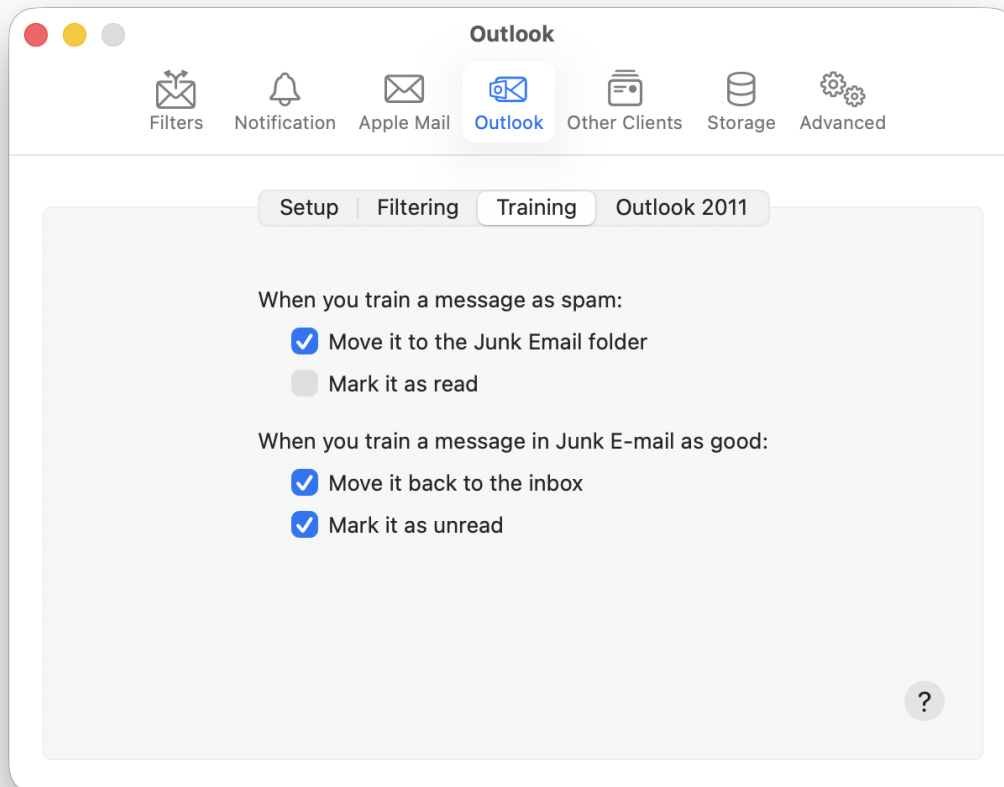 Outlook
Filters Notification Apple Mail Outlook Other Clients Storage Advanced
Setup Filtering Training Outlook 2011
When you train a message as spam:
Move it to the Junk Email folder
Mark it as read
When you train a message in Junk E-mail as good:
Move it back to the inbox
Mark it as unread
?